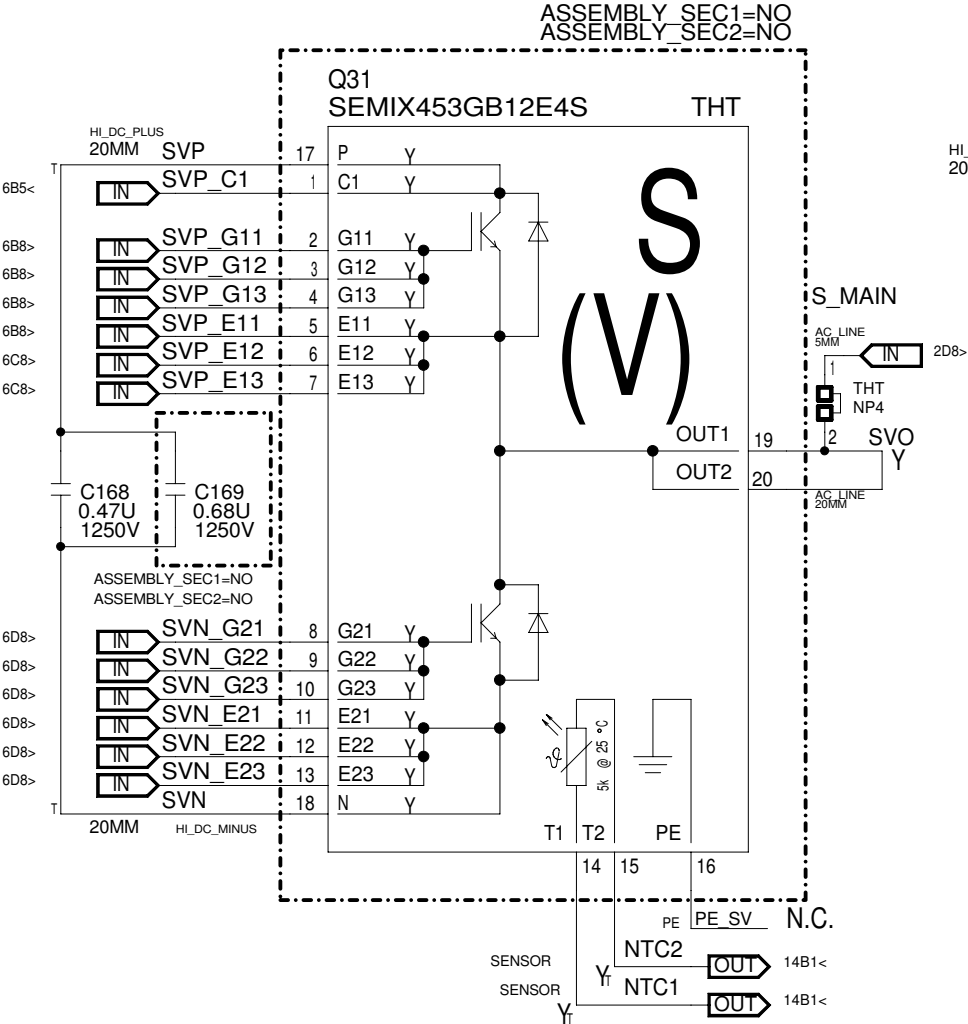 ASSEMBLY_SEC1=NO
ASSEMBLY_SEC2=NO
Q31
SEMIX453GB12E4S THT
HI_DC_PLUS
20MM SVP 17 P Y
T
6B5< IN SVP_C1 1 C1 Y
6B8> IN SVP_G11 2 G11 Y
6B8> IN SVP_G12 3 G12 Y
6B8> IN SVP_G13 4 G13 Y
6B8> IN SVP_E11 5 E11 Y
6C8> IN SVP_E12 6 E12 Y
6C8> IN SVP_E13 7 E13 Y
S
(V)
HI_
20
S_MAIN
AC_LINE
5MM
IN 2D8>
1
THT
NP4
2
OUT1 19
SVO
Y
OUT2 20
AC_LINE
20MM
C168
0.47U
1250V
C169
0.68U
1250V
ASSEMBLY_SEC1=NO
ASSEMBLY_SEC2=NO
6D8> IN SVN_G21 8 G21 Y
6D8> IN SVN_G22 9 G22 Y
6D8> IN SVN_G23 10 G23 Y
6D8> IN SVN_E21 11 E21 Y
6D8> IN SVN_E22 12 E22 Y
6D8> IN SVN_E23 13 E23 Y
T SVN 18 N Y
20MM HI_DC_MINUS
ϑ
5k @ 25 °C
T1 T2 PE
14 15 16
PE PE_SV N.C.
SENSOR YT NTC2 OUT 14B1<
SENSOR YT NTC1 OUT 14B1<